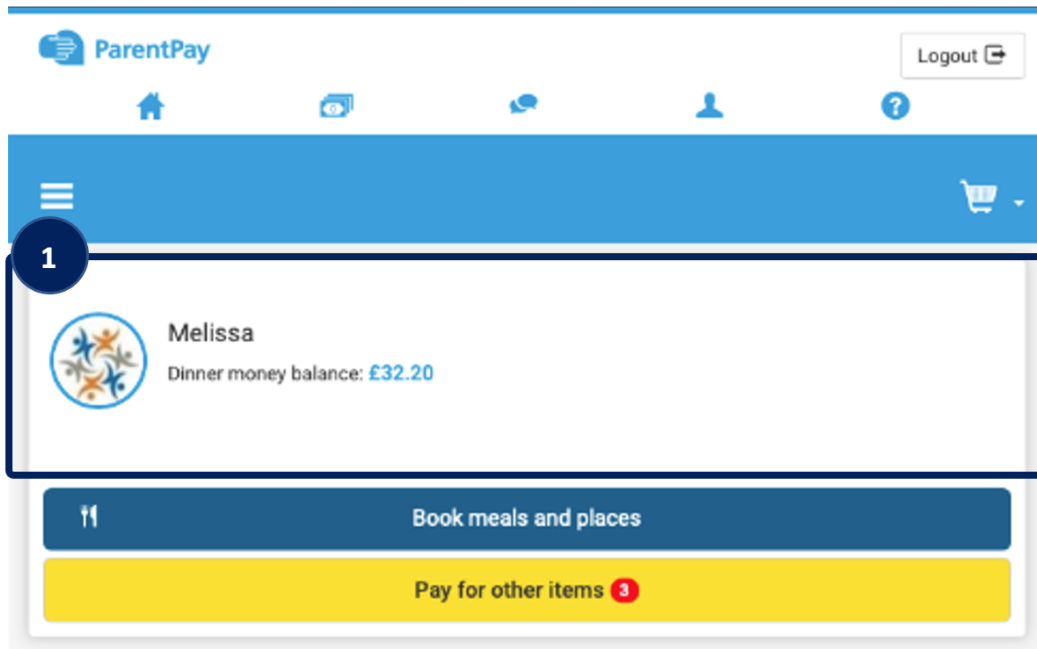 ParentPay
Logout
1
Melissa
Dinner money balance: £32.20
Book meals and places
Pay for other items 3